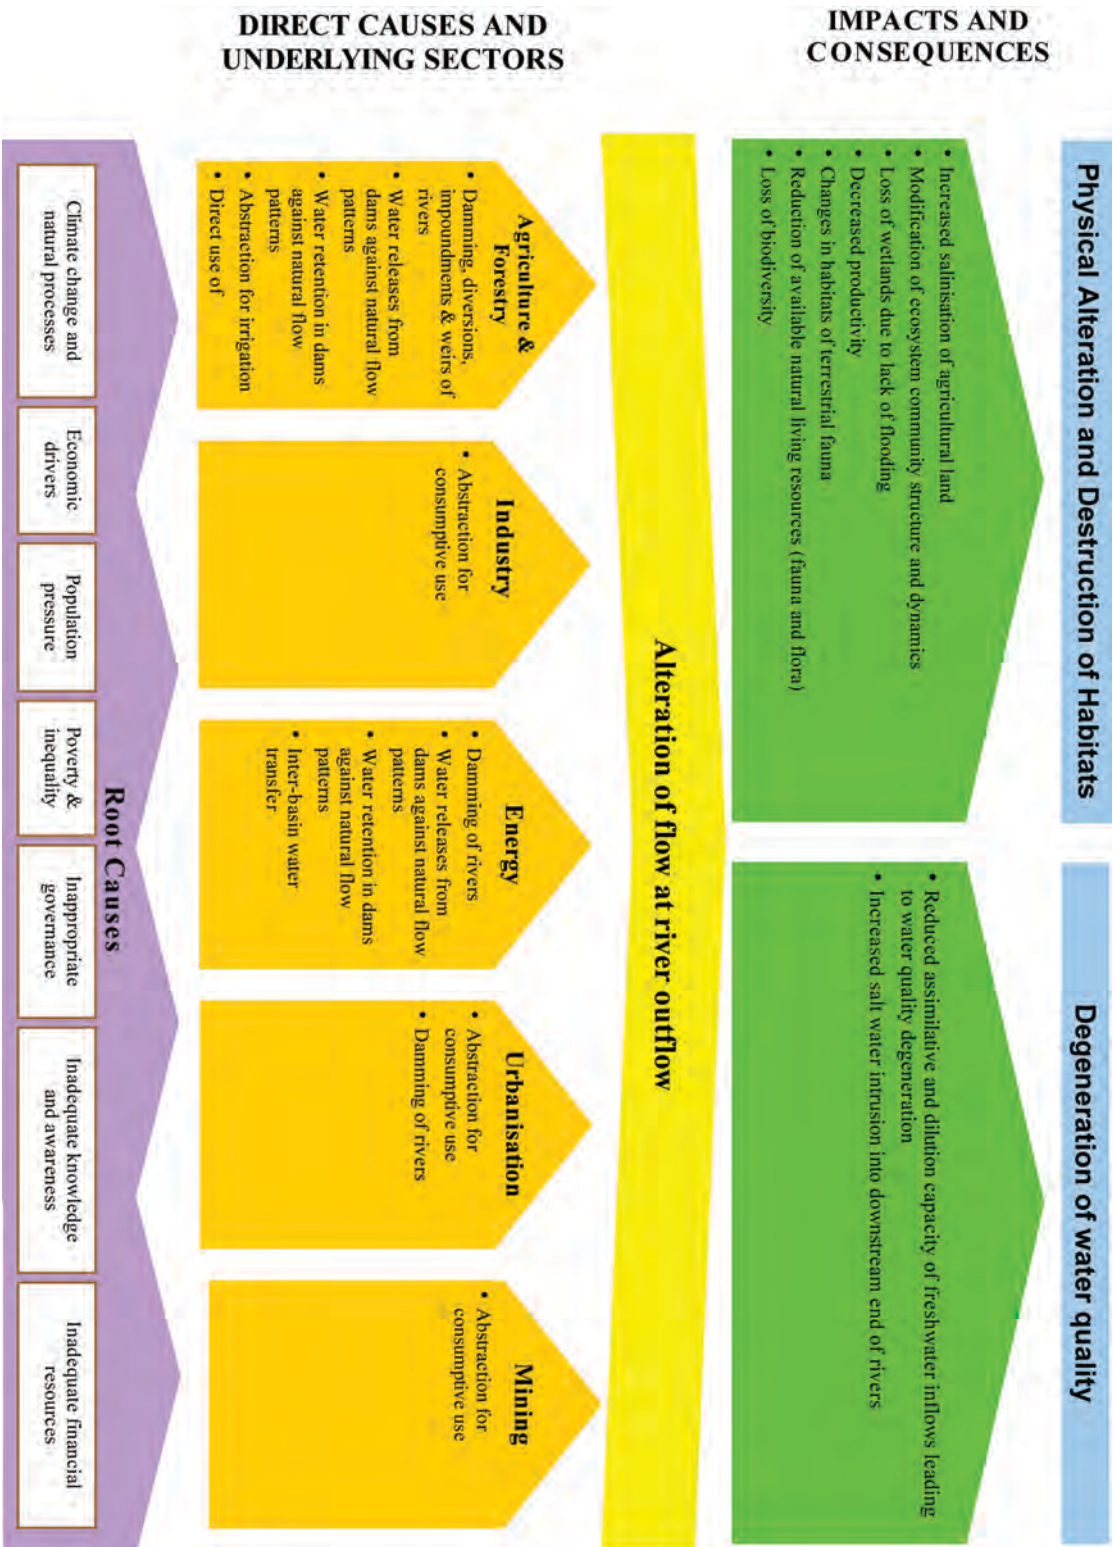 DIRECT CAUSES AND
UNDERLYING SECTORS
IMPACTS AND
CONSEQUENCES
Physical Alteration and Destruction of Habitats
Degeneration of water quality
• Increased salinisation of agricultural land
• Modification of ecosystem community structure and dynamics
• Loss of wetlands due to lack of flooding
• Decreased productivity
• Changes in habitats of terrestrial fauna
• Reduction of available natural living resources (fauna and flora)
• Loss of biodiversity
• Reduced assimilative and dilution capacity of freshwater inflows leading
to water quality degeneration
• Increased salt water intrusion into downstream end of rivers
Alteration of flow at river outflow
Agriculture &
Forestry
• Damming, diversions,
impoundments & weirs of
rivers
• Water releases from
dams against natural flow
patterns
• Water retention in dams
against natural flow
patterns
• Abstraction for irrigation
• Direct use of
Industry
• Abstraction for
consumptive use
Energy
• Damming of rivers
• Water releases from
dams against natural flow
patterns
• Water retention in dams
against natural flow
patterns
• Inter-basin water
transfer
Urbanisation
• Abstraction for
consumptive use
• Damming of rivers
Mining
• Abstraction for
consumptive use
Root Causes
Climate change and
natural processes
Economic
drivers
Population
pressure
Poverty &
inequality
Inappropriate
governance
Inadequate knowledge
and awareness
Inadequate financial
resources